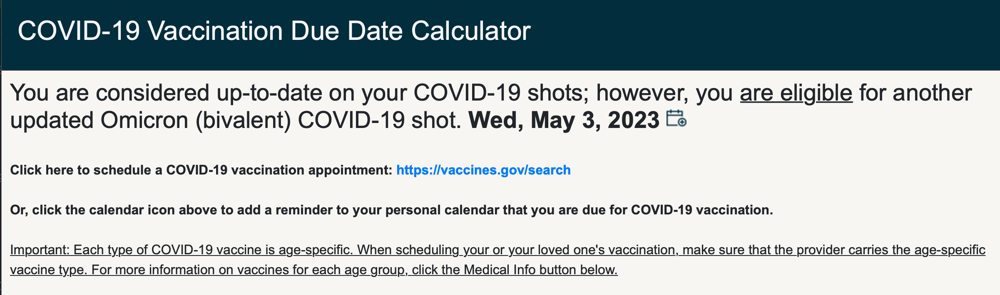 COVID-19 Vaccination Due Date Calculator
You are considered up-to-date on your COVID-19 shots; however, you are eligible for another
updated Omicron (bivalent) COVID-19 shot. Wed, May 3, 2023
Click here to schedule a COVID-19 vaccination appointment: https://vaccines.gov/search
Or, click the calendar icon above to add a reminder to your personal calendar that you are due for COVID-19 vaccination.
Important: Each type of COVID-19 vaccine is age-specific. When scheduling your or your loved one's vaccination, make sure that the provider carries the age-specific
vaccine type. For more information on vaccines for each age group, click the Medical Info button below.